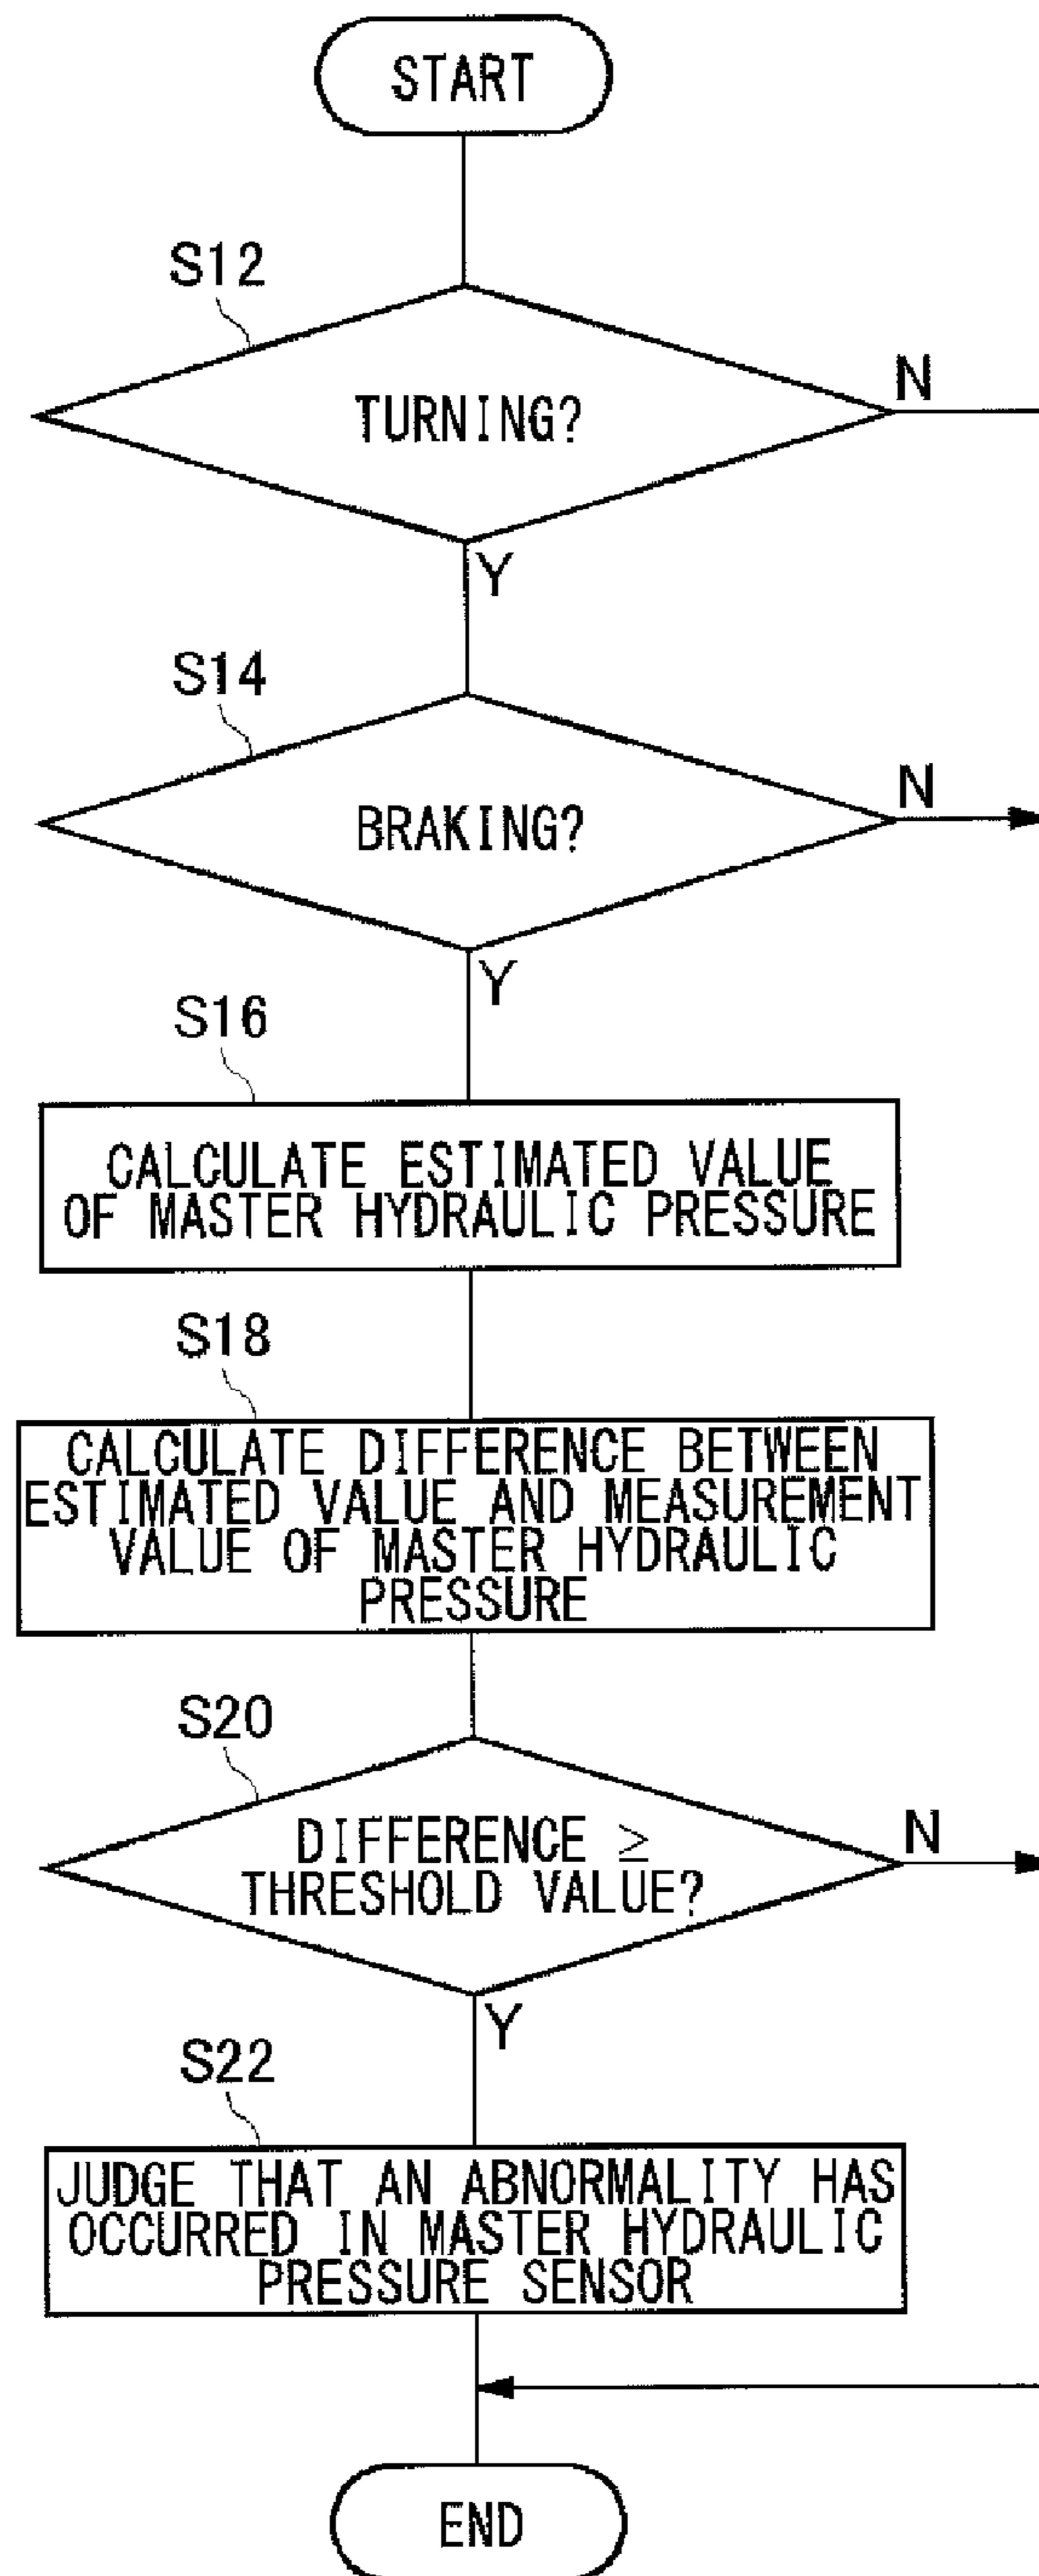 START
S12
TURNING?
N
Y
S14
BRAKING?
N
Y
S16
CALCULATE ESTIMATED VALUE
OF MASTER HYDRAULIC PRESSURE
S18
CALCULATE DIFFERENCE BETWEEN
ESTIMATED VALUE AND MEASUREMENT
VALUE OF MASTER HYDRAULIC
PRESSURE
S20
DIFFERENCE ≥
THRESHOLD VALUE?
N
Y
S22
JUDGE THAT AN ABNORMALITY HAS
OCCURRED IN MASTER HYDRAULIC
PRESSURE SENSOR
END